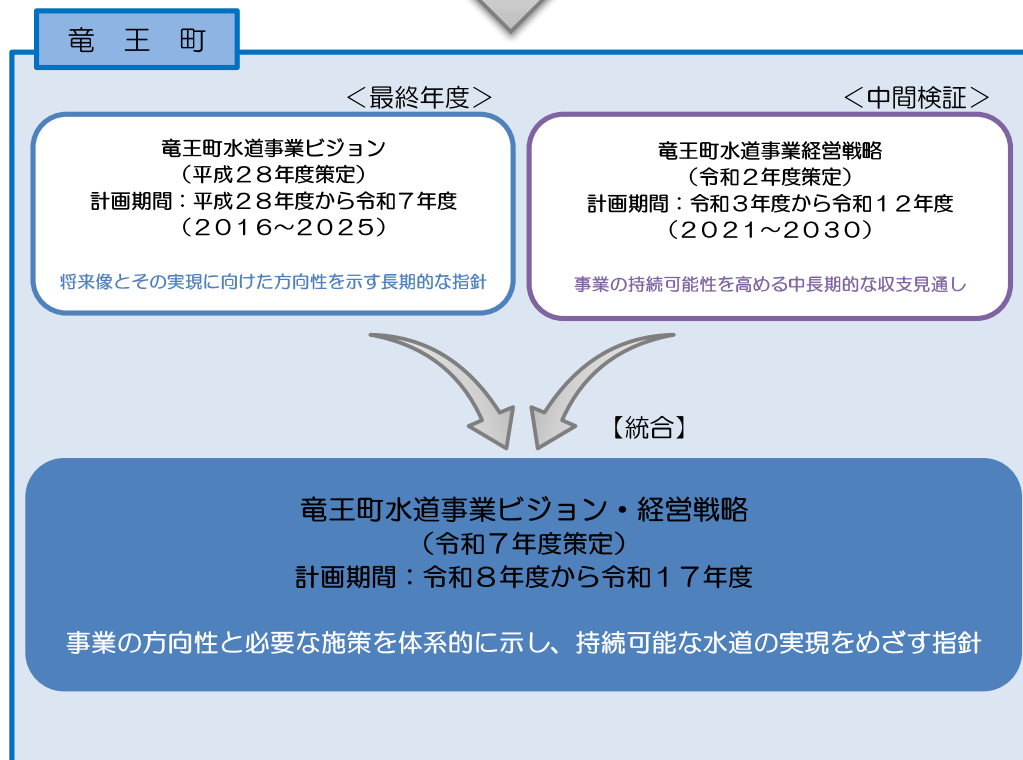 竜　王　町
＜最終年度＞
竜王町水道事業ビジョン
（平成２８年度策定）
計画期間：平成２８年度から令和７年度
（２０１６～２０２５）
将来像とその実現に向けた方向性を示す長期的な指針
＜中間検証＞
竜王町水道事業経営戦略
（令和２年度策定）
計画期間：令和３年度から令和１２年度
（２０２１～２０３０）
事業の持続可能性を高める中長期的な収支見通し
【統合】
竜王町水道事業ビジョン・経営戦略
（令和７年度策定）
計画期間：令和８年度から令和１７年度
事業の方向性と必要な施策を体系的に示し、持続可能な水道の実現をめざす指針